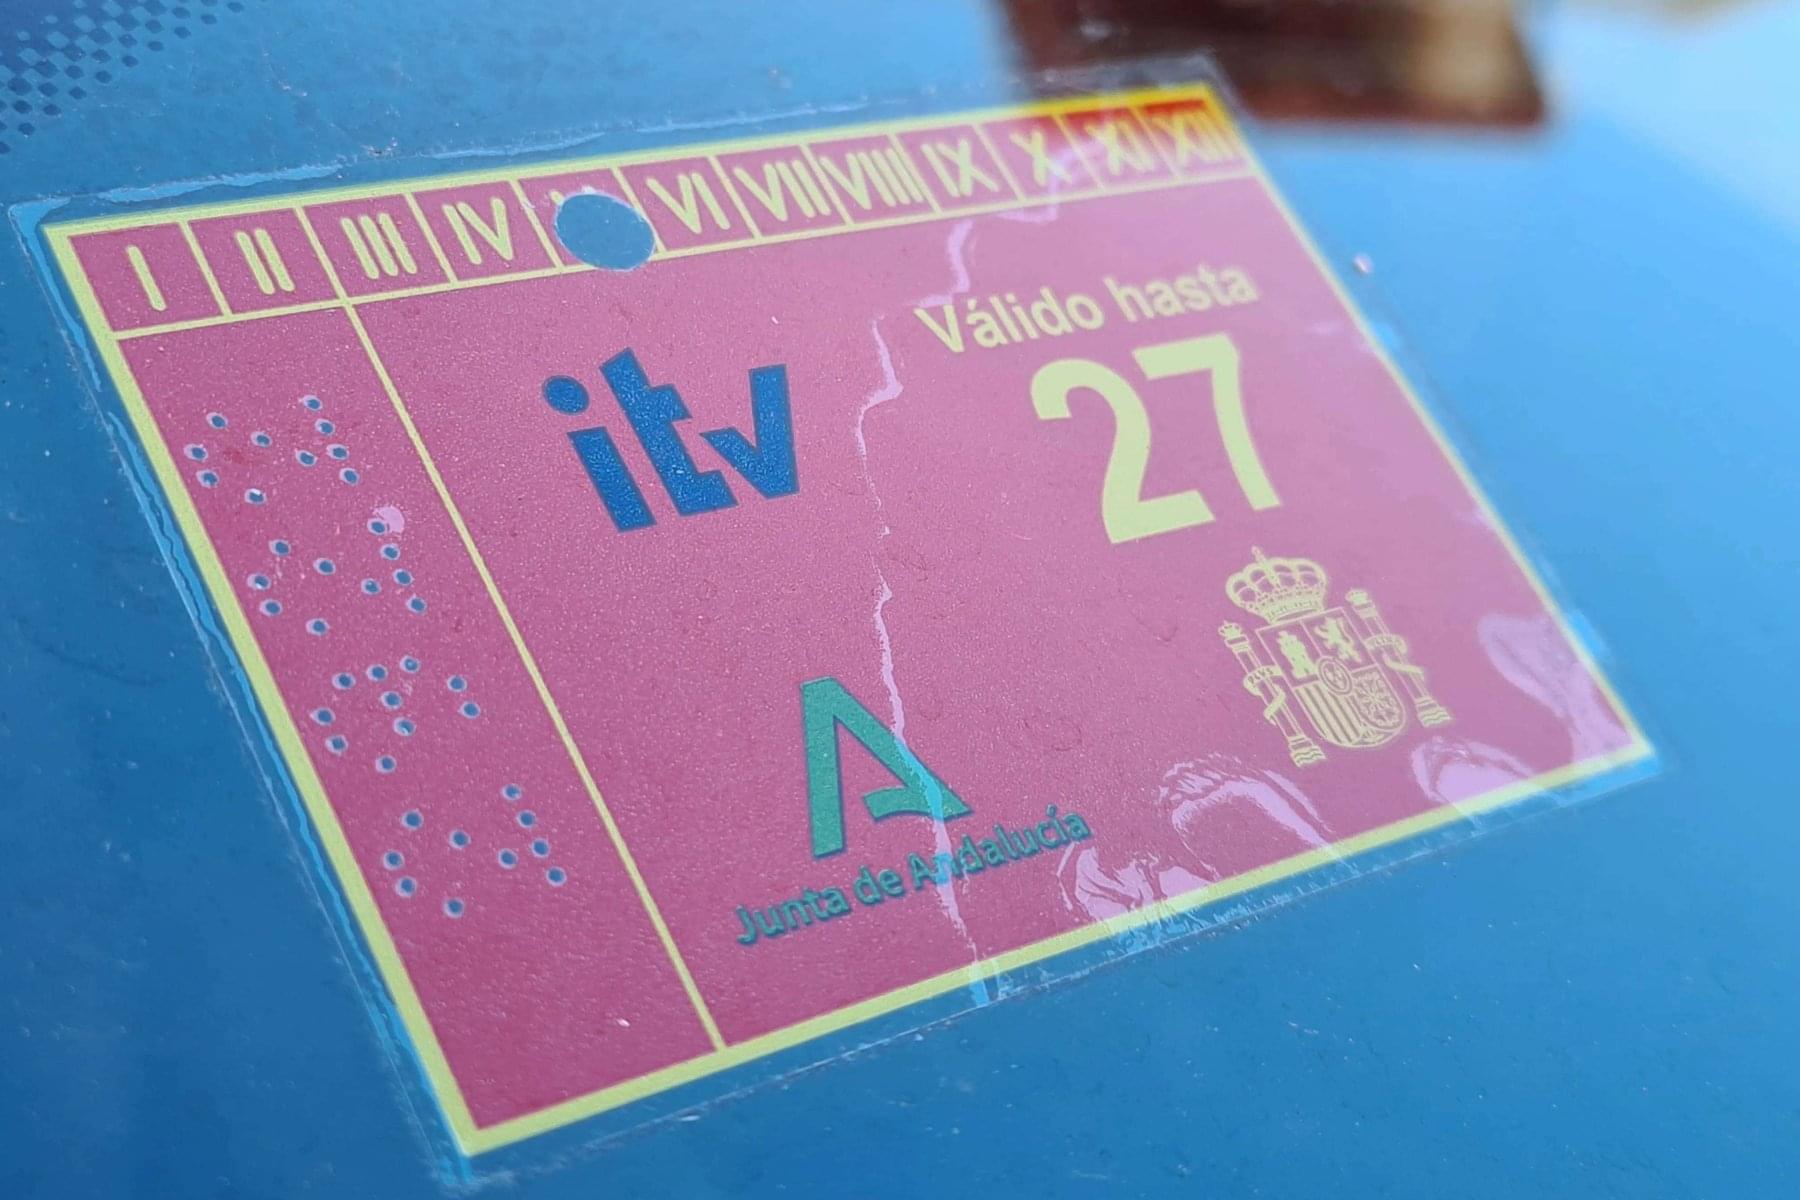 I II III IV V VI VII VIII IX X XI XII
Válido hasta
27
itv
Junta de Andalucía